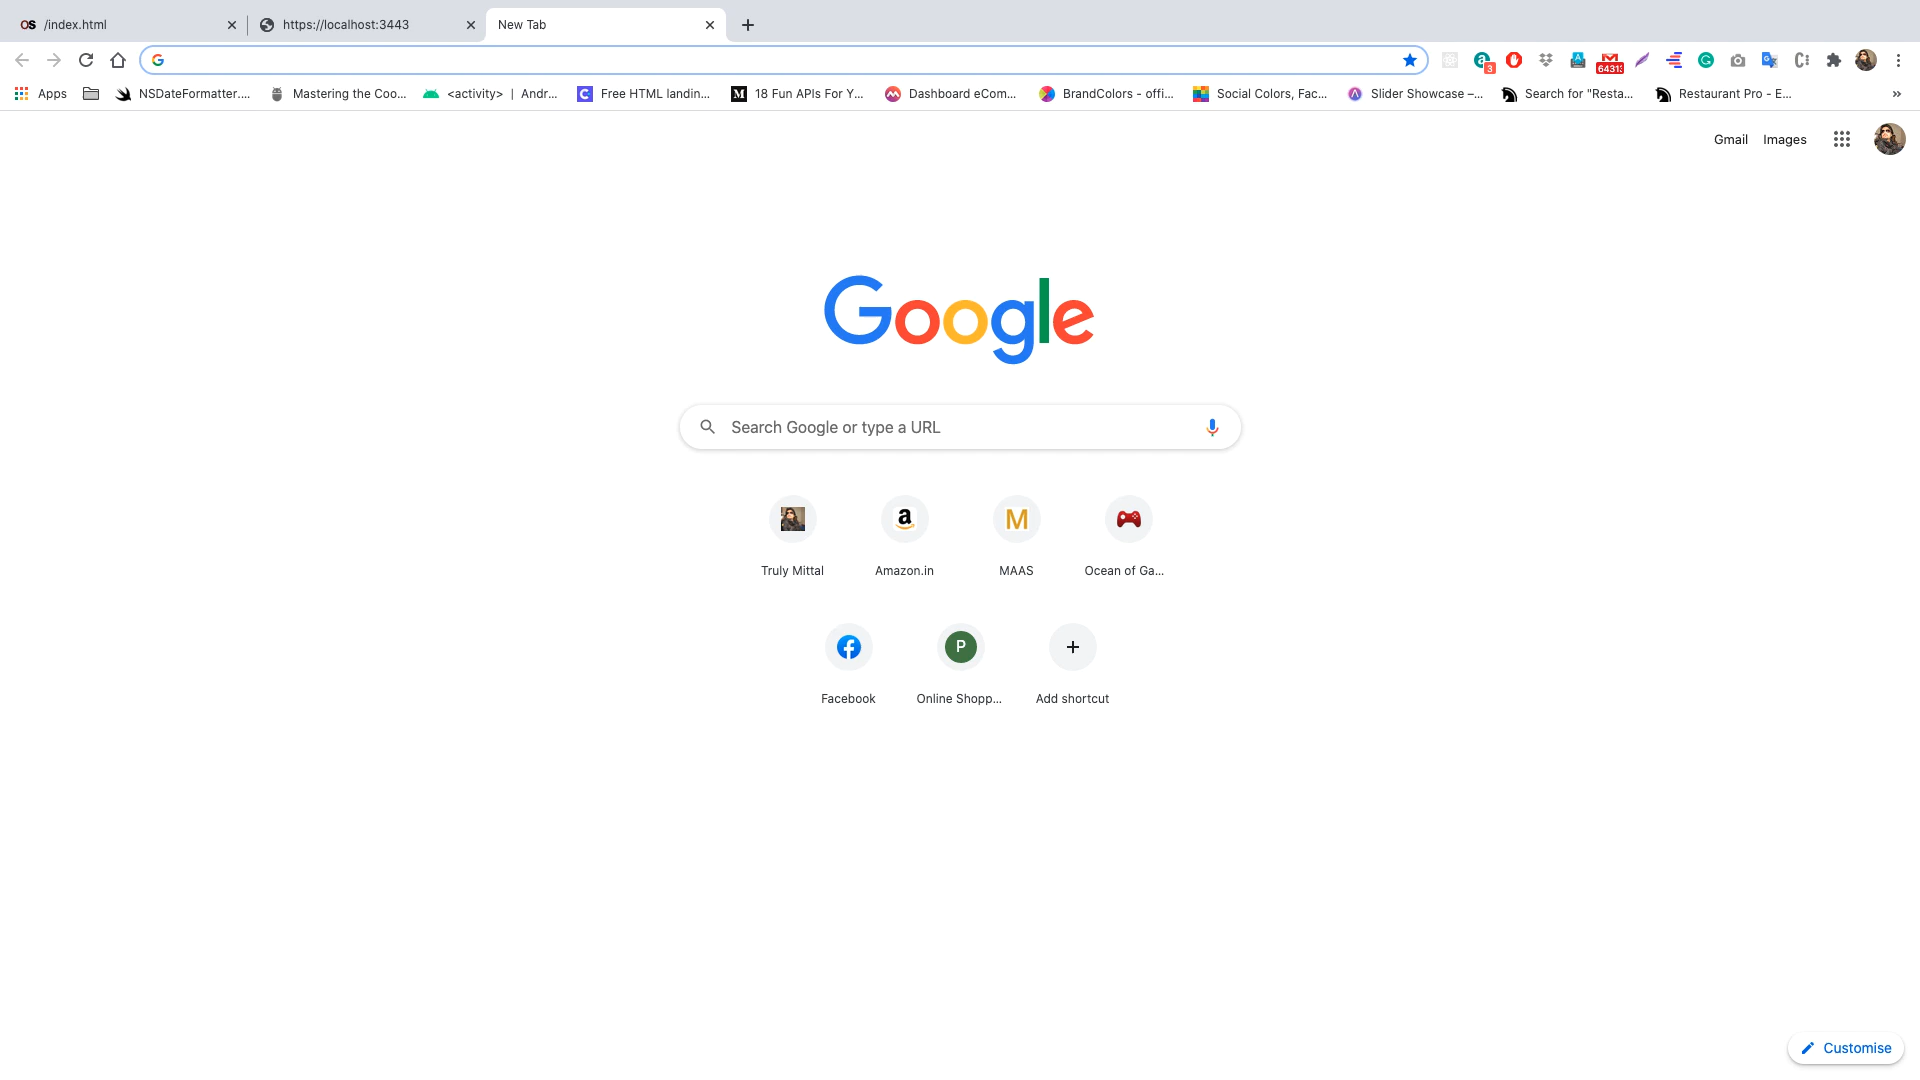 OS /index.html
https://localhost:3443
New Tab
3
6431
Apps
NSDateFormatter....
Mastering the Coo...
<activity> | Andr...
Free HTML landin...
18 Fun APIs For Y...
Dashboard eCom...
BrandColors - offi...
Social Colors, Fac...
Slider Showcase –...
Search for "Resta...
Restaurant Pro - E...
»
Gmail
Images
Google
Search Google or type a URL
Truly Mittal
Amazon.in
MAAS
Ocean of Ga...
P
Facebook
Online Shopp...
Add shortcut
Customise